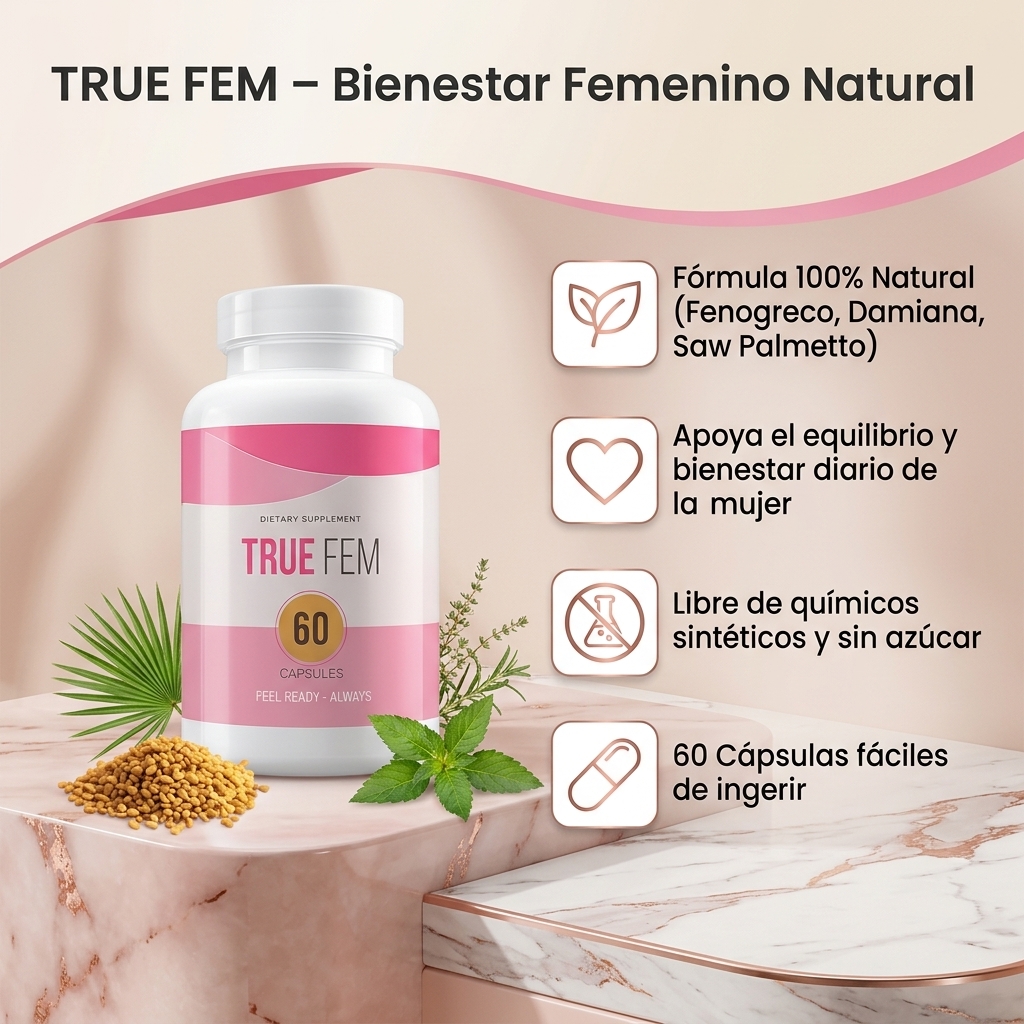 TRUE FEM – Bienestar Femenino Natural
Fórmula 100% Natural
(Fenogreco, Damiana,
Saw Palmetto)
Apoya el equilibrio y
bienestar diario de
la mujer
Libre de químicos
sintéticos y sin azúcar
60 Cápsulas fáciles
de ingerir
DIETARY SUPPLEMENT
TRUE FEM
60
CAPSULES
FEEL READY - ALWAYS